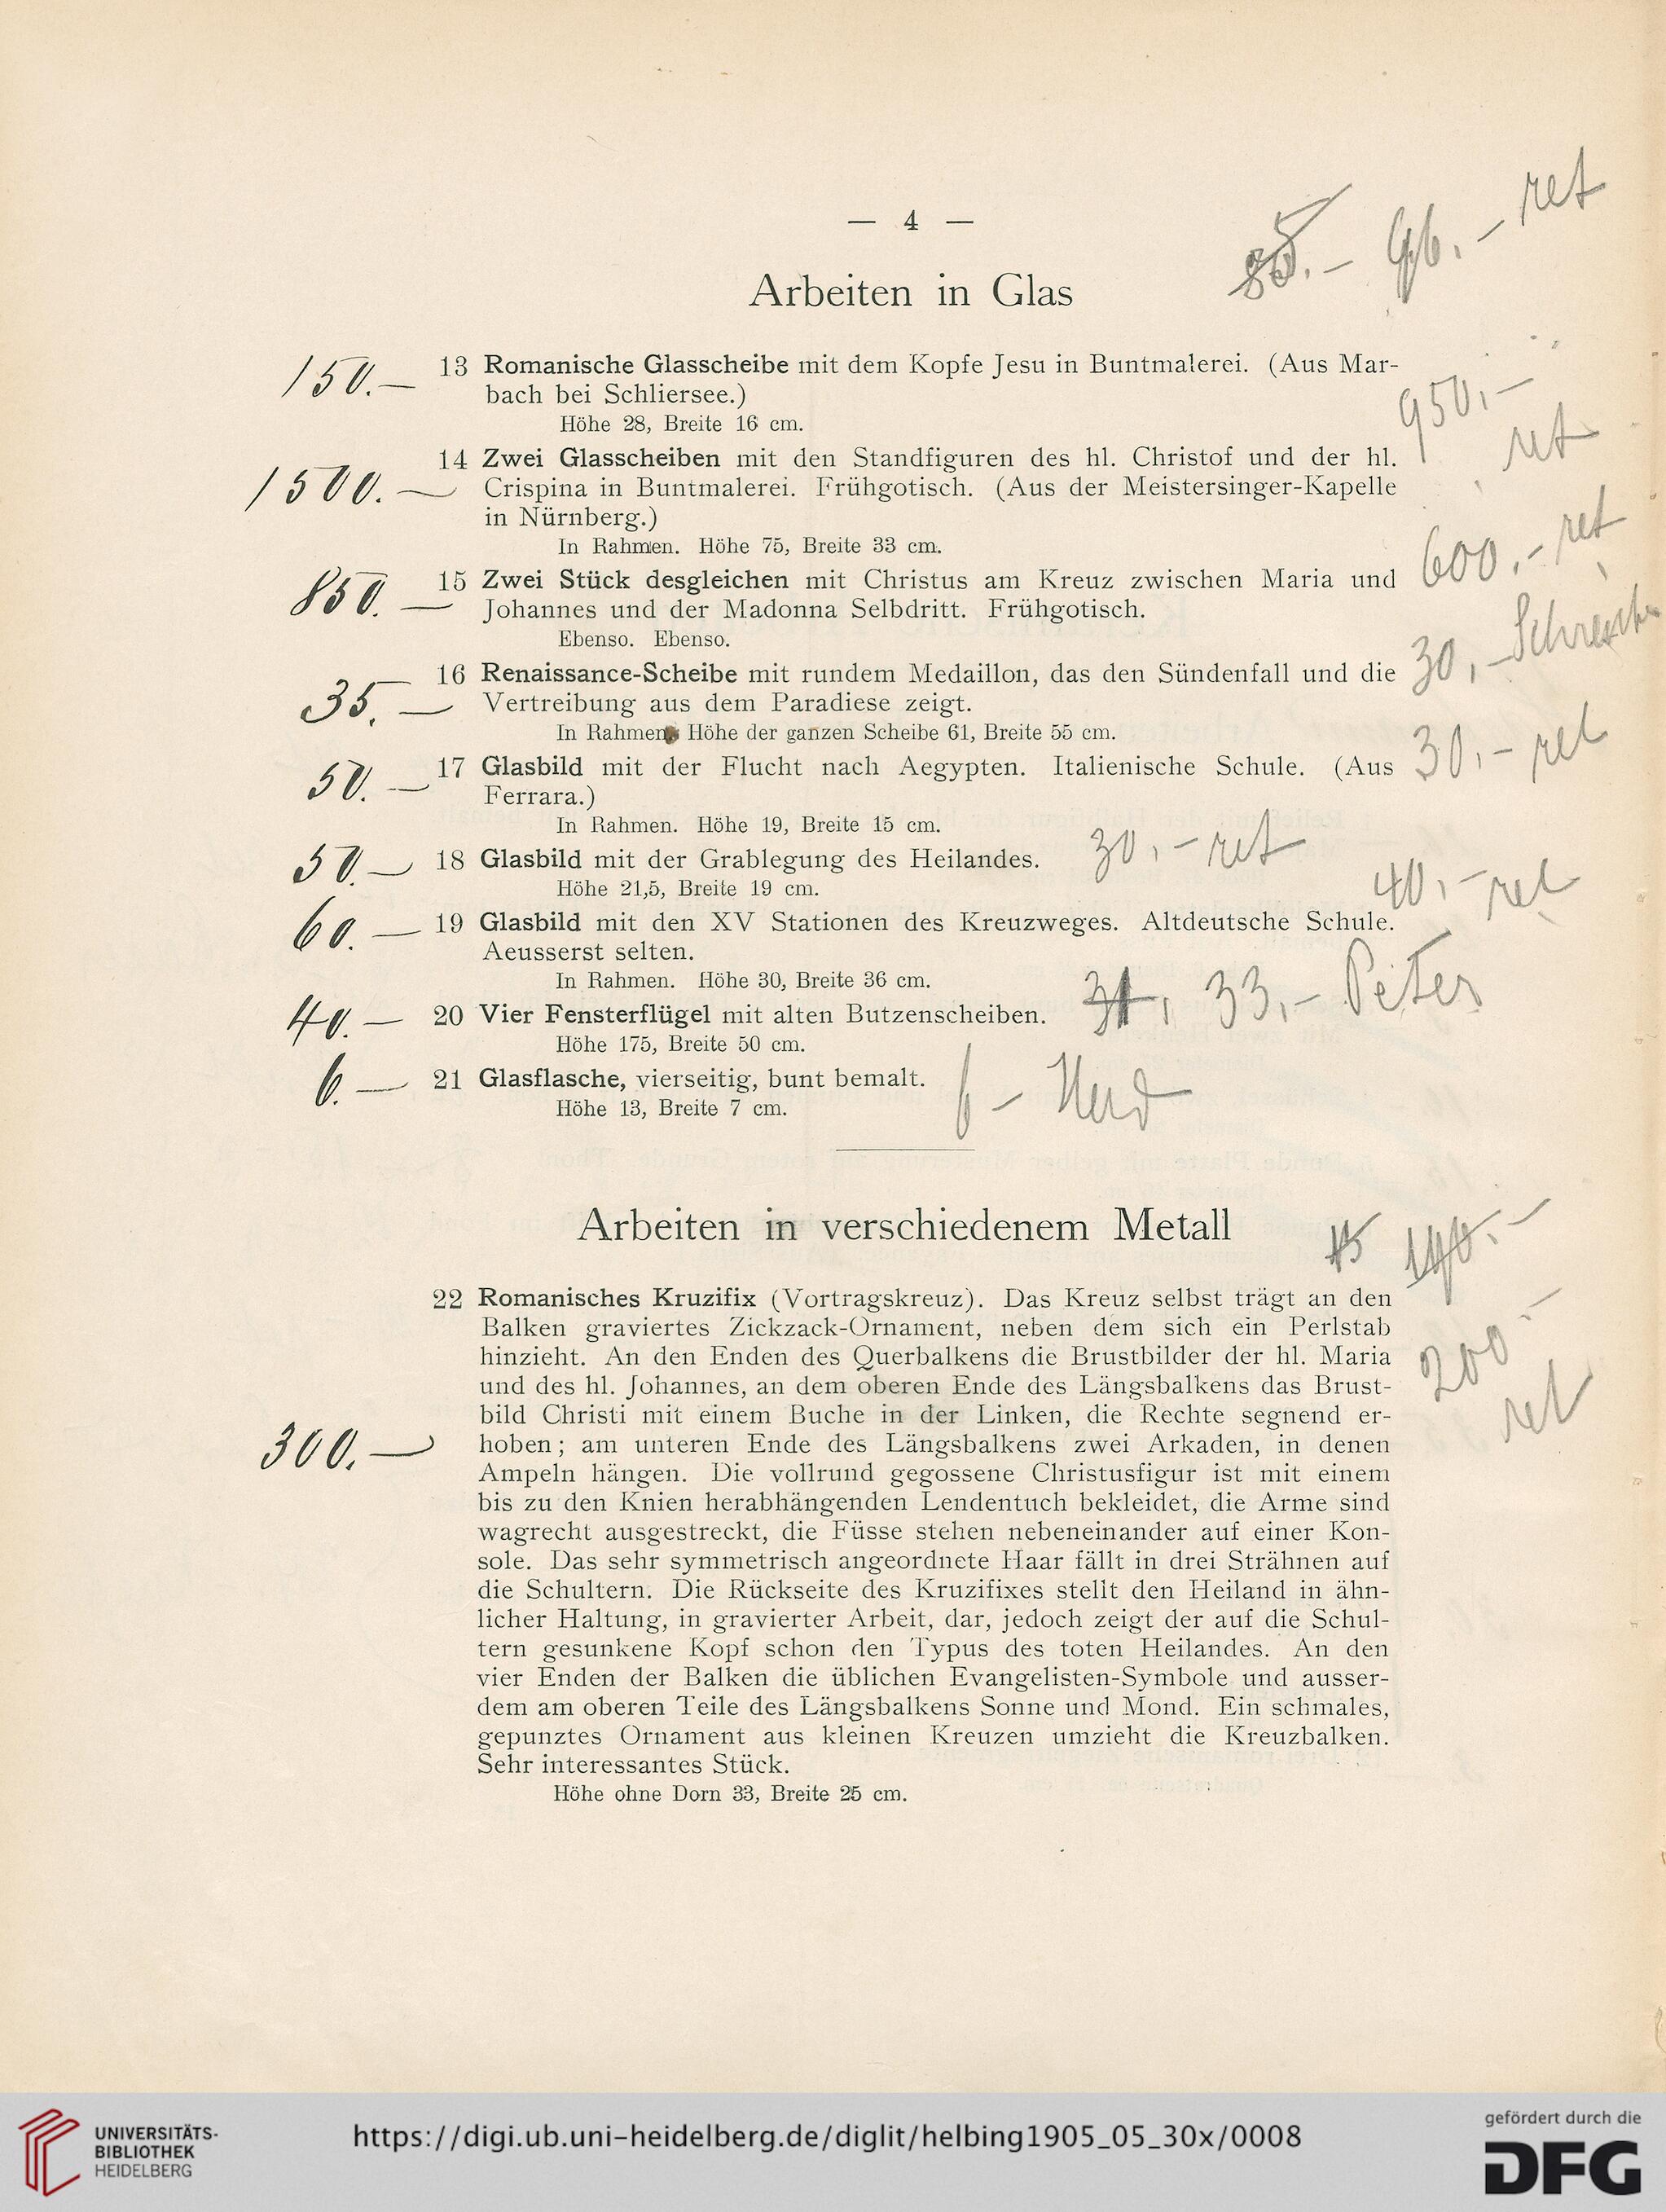 — 4 —
ret
Arbeiten in Glas
150.— 13 Romanische Glasscheibe mit dem Kopfe Jesu in Buntmalerei. (Aus Mar-
bach bei Schliersee.)
950,—
Höhe 28, Breite 16 cm.
ret
14 Zwei Glasscheiben mit den Standfiguren des hl. Christof und der hl.
1500.— Crispina in Buntmalerei. Frühgotisch. (Aus der Meistersinger-Kapelle
in Nürnberg.)
In Rahmen. Höhe 75, Breite 33 cm.
600,— ret
850.— 15 Zwei Stück desgleichen mit Christus am Kreuz zwischen Maria und
Johannes und der Madonna Selbdritt. Frühgotisch.
Ebenso. Ebenso.
30,—
16 Renaissance-Scheibe mit rundem Medaillon, das den Sündenfall und die
35.— Vertreibung aus dem Paradiese zeigt.
In Rahmen. Höhe der ganzen Scheibe 61, Breite 55 cm.
30,— ret
50.— 17 Glasbild mit der Flucht nach Aegypten. Italienische Schule. (Aus
Ferrara.)
In Rahmen. Höhe 19, Breite 15 cm.
50.— 18 Glasbild mit der Grablegung des Heilandes. 30,— ret
Höhe 21,5, Breite 19 cm.
40,— ret
60.— 19 Glasbild mit den XV Stationen des Kreuzweges. Altdeutsche Schule.
Aeusserst selten.
In Rahmen. Höhe 30, Breite 36 cm.
40.— 20 Vier Fensterflügel mit alten Butzenscheiben. 33,— Peter
Höhe 175, Breite 50 cm.
6.— 21 Glasflasche, vierseitig, bunt bemalt. 6 —
Höhe 13, Breite 7 cm.
Arbeiten in verschiedenem Metall
22 Romanisches Kruzifix (Vortragskreuz). Das Kreuz selbst trägt an den
Balken graviertes Zickzack-Ornament, neben dem sich ein Perlstab
hinzieht. An den Enden des Querbalkens die Brustbilder der hl. Maria
200.—
und des hl. Johannes, an dem oberen Ende des Längsbalkens das Brust-
bild Christi mit einem Buche in der Linken, die Rechte segnend er-
ret
300.— hoben; am unteren Ende des Längsbalkens zwei Arkaden, in denen
Ampeln hängen. Die vollrund gegossene Christusfigur ist mit einem
bis zu den Knien herabhängenden Lendentuch bekleidet, die Arme sind
wagrecht ausgestreckt, die Füsse stehen nebeneinander auf einer Kon-
sole. Das sehr symmetrisch angeordnete Haar fällt in drei Strähnen auf
die Schultern. Die Rückseite des Kruzifixes stellt den Heiland in ähn-
licher Haltung, in gravierter Arbeit, dar, jedoch zeigt der auf die Schul-
tern gesunkene Kopf schon den Typus des toten Heilandes. An den
vier Enden der Balken die üblichen Evangelisten-Symbole und ausser-
dem am oberen Teile des Längsbalkens Sonne und Mond. Ein schmales,
gepunztes Ornament aus kleinen Kreuzen umzieht die Kreuzbalken.
Sehr interessantes Stück.
Höhe ohne Dorn 33, Breite 25 cm.
UNIVERSITÄTS-
BIBLIOTHEK
HEIDELBERG
https://digi.ub.uni-heidelberg.de/diglit/helbing1905_05_30x/0008
gefördert durch die
DFG